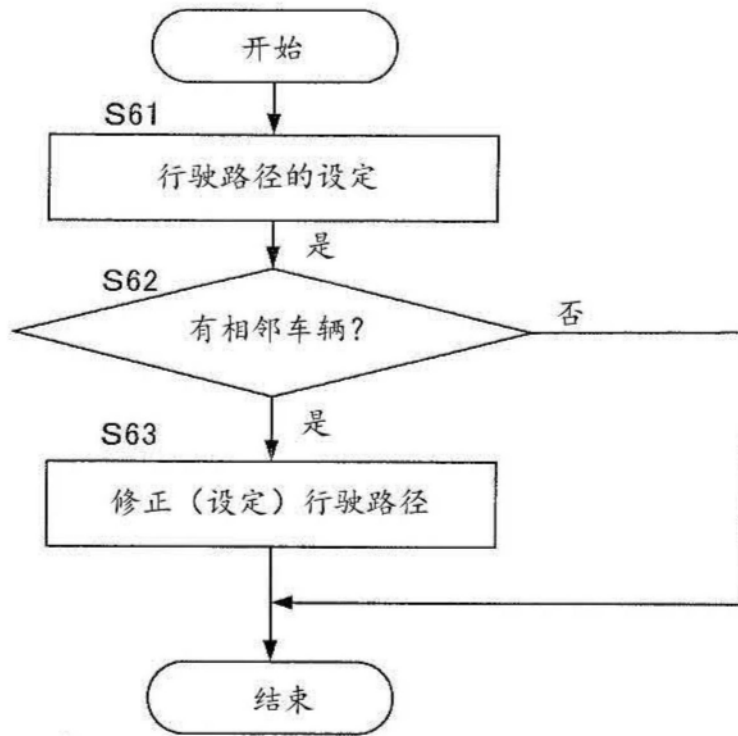 开始
S61
行驶路径的设定
是
S62
有相邻车辆？
否
是
S63
修正（设定）行驶路径
结束